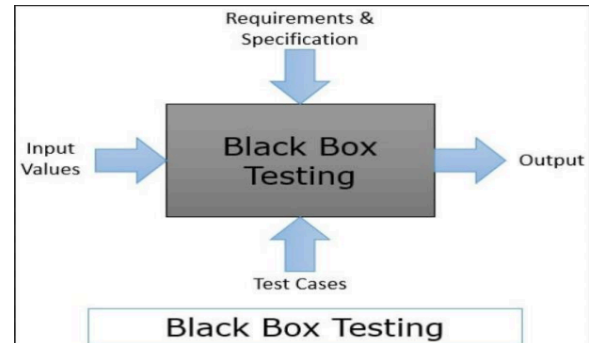 Requirements &
Specification
Input
Values
Black Box
Testing
Output
Test Cases
Black Box Testing